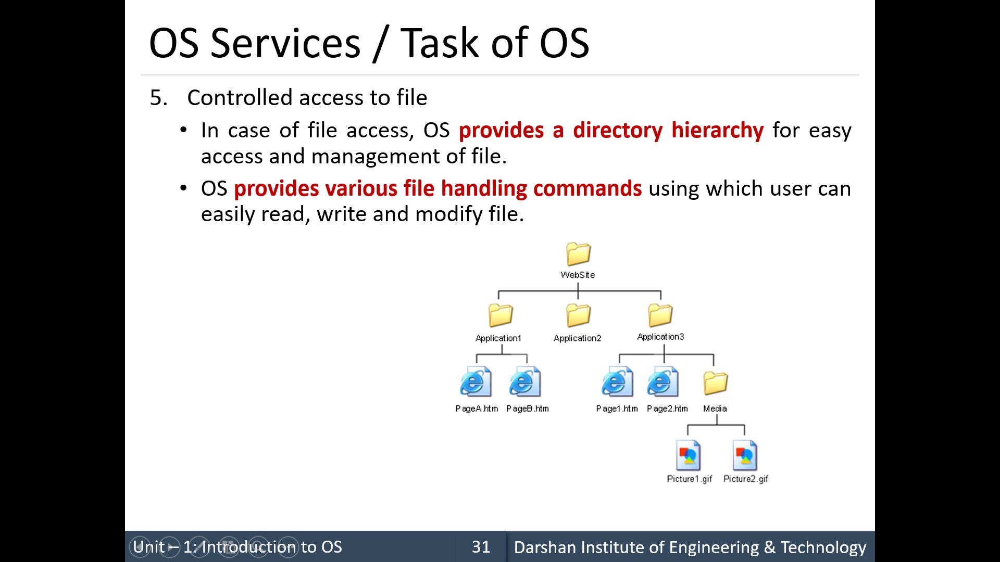 OS Services / Task of OS
5. Controlled access to file
• In case of file access, OS provides a directory hierarchy for easy
access and management of file.
• OS provides various file handling commands using which user can
easily read, write and modify file.
WebSite
Application1 Application2 Application3
PageA.htm PageB.htm Page1.htm Page2.htm Media
Picture1.gif Picture2.gif
Unit – 1: Introduction to OS 31 Darshan Institute of Engineering & Technology